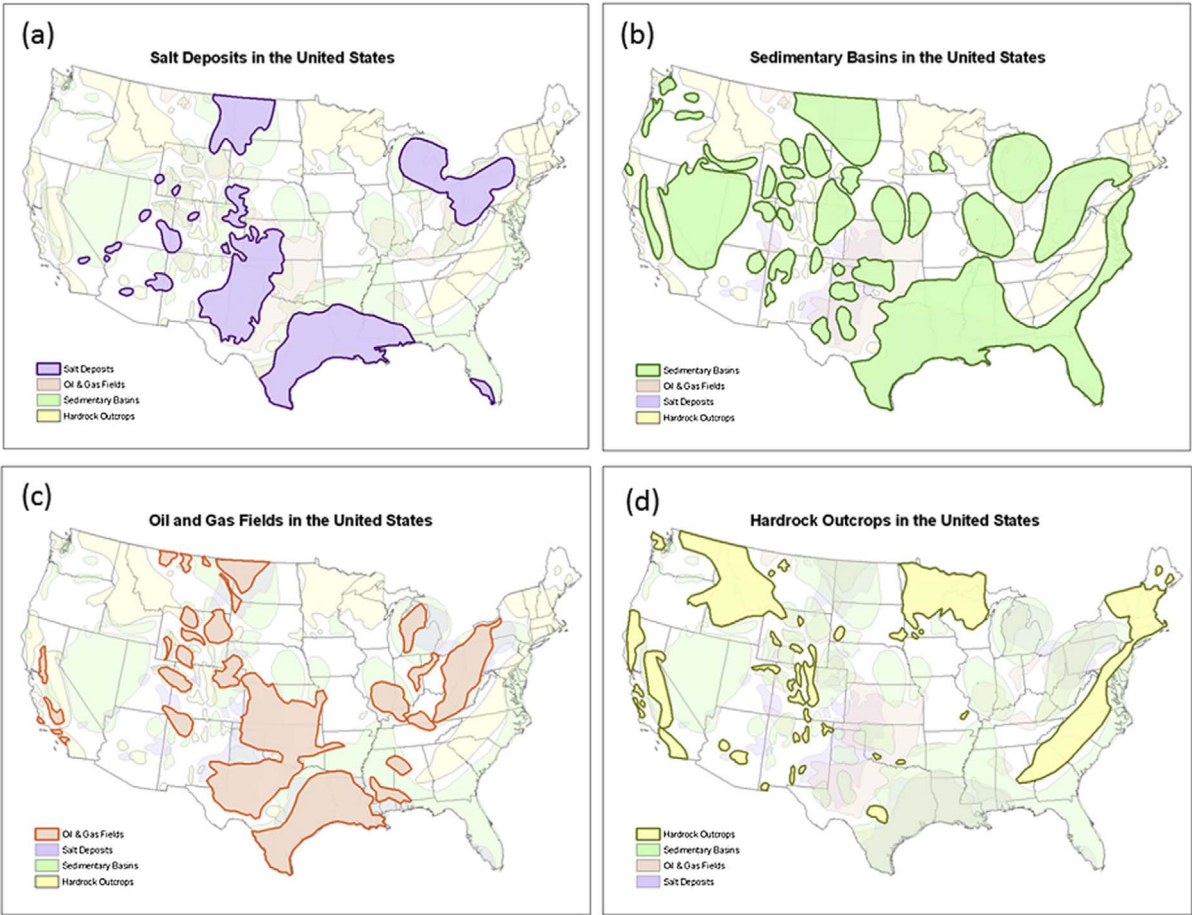 (a)
Salt Deposits in the United States
Salt Deposits
Oil & Gas Fields
Sedimentary Basins
Hardrock Outcrops
(b)
Sedimentary Basins in the United States
Sedimentary Basins
Oil & Gas Fields
Salt Deposits
Hardrock Outcrops
(c)
Oil and Gas Fields in the United States
Oil & Gas Fields
Salt Deposits
Sedimentary Basins
Hardrock Outcrops
(d)
Hardrock Outcrops in the United States
Hardrock Outcrops
Sedimentary Basins
Oil & Gas Fields
Salt Deposits